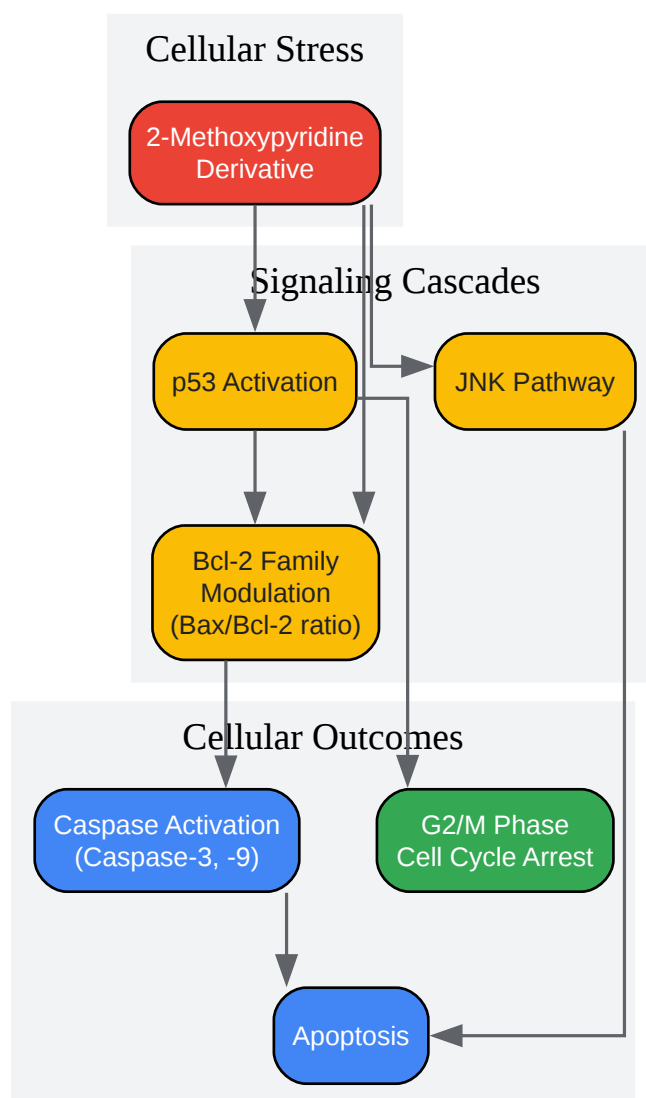 Cellular Stress
2-Methoxypyridine
Derivative
Signaling Cascades
p53 Activation
JNK Pathway
Bcl-2 Family
Modulation
(Bax/Bcl-2 ratio)
Cellular Outcomes
Caspase Activation
(Caspase-3, -9)
G2/M Phase
Cell Cycle Arrest
Apoptosis